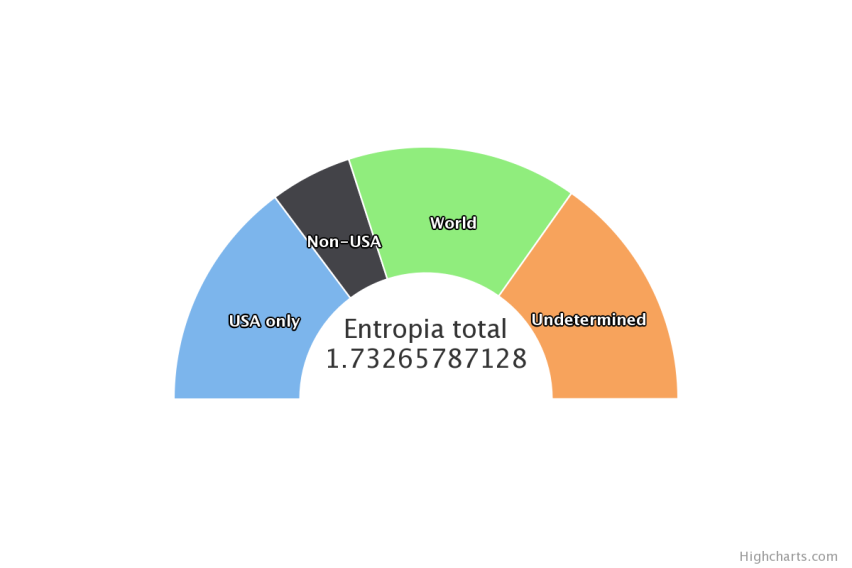 World
Non-USA
USA only
Undetermined
Entropia total
1.73265787128
Highcharts.com